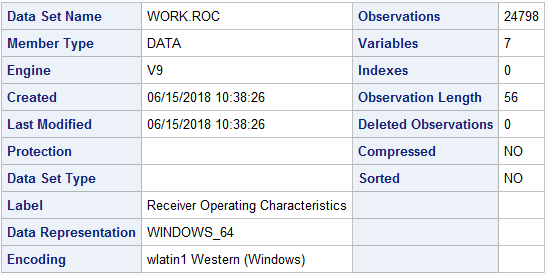 Data Set Name WORK.ROC Observations 24798
Member Type DATA Variables 7
Engine V9 Indexes 0
Created 06/15/2018 10:38:26 Observation Length 56
Last Modified 06/15/2018 10:38:26 Deleted Observations 0
Protection Compressed NO
Data Set Type Sorted NO
Label Receiver Operating Characteristics
Data Representation WINDOWS_64
Encoding wlatin1 Western (Windows)